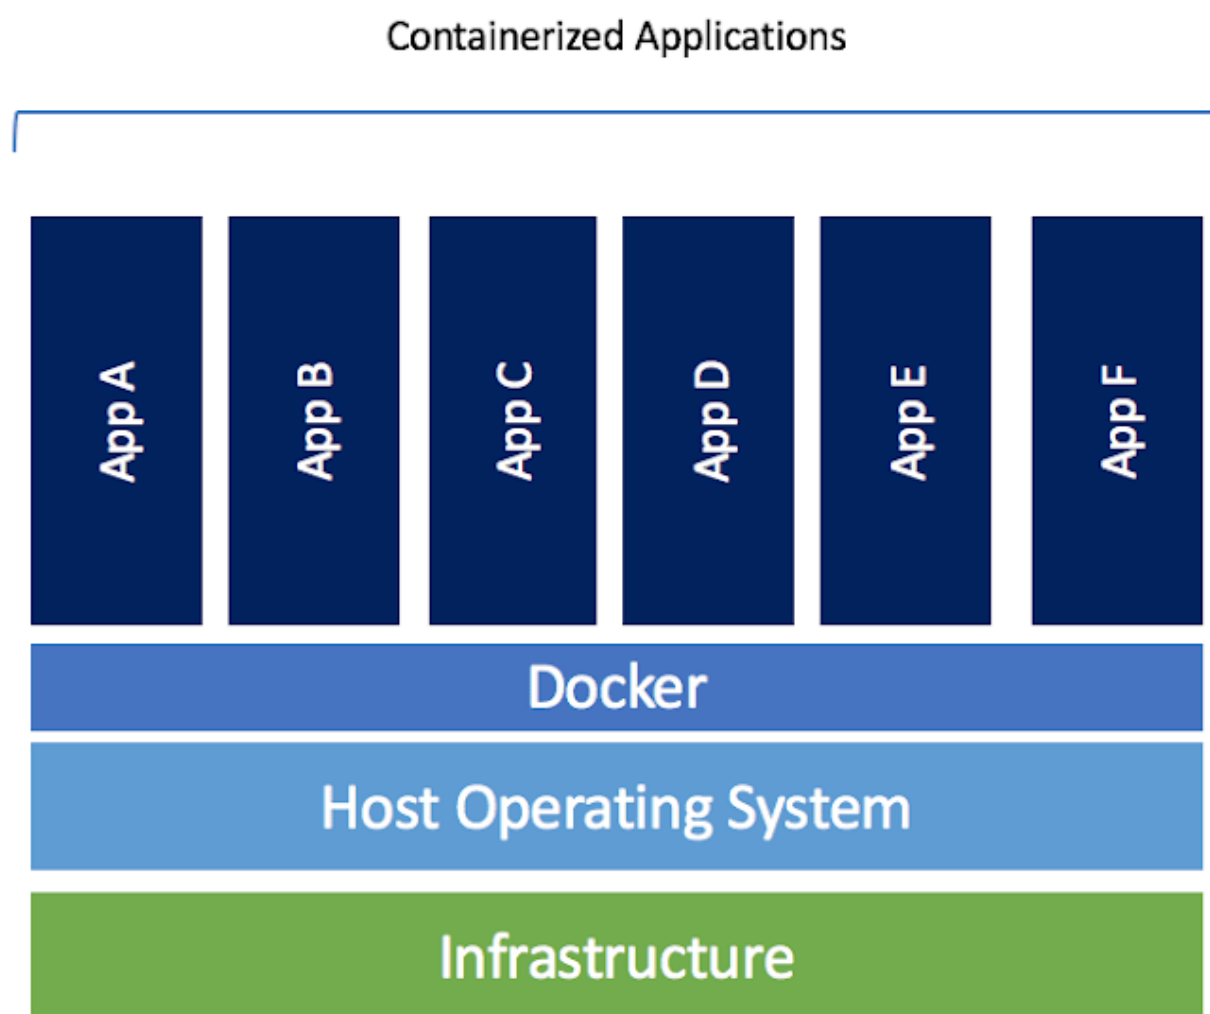 Containerized Applications
App A
App B
App C
App D
App E
App F
Docker
Host Operating System
Infrastructure